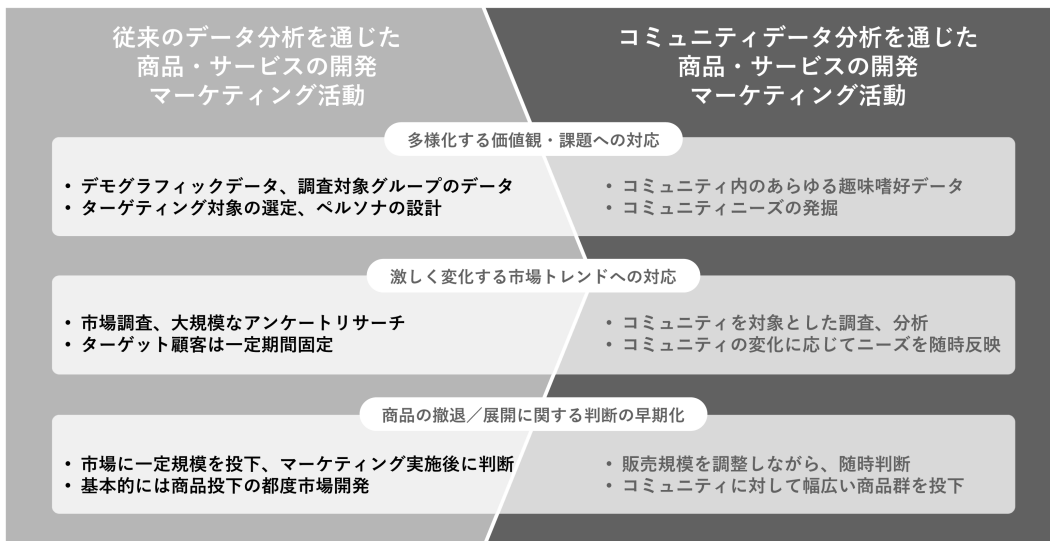 従来のデータ分析を通じた
商品・サービスの開発
マーケティング活動
コミュニティデータ分析を通じた
商品・サービスの開発
マーケティング活動
多様化する価値観・課題への対応
• デモグラフィックデータ、調査対象グループのデータ
• ターゲティング対象の選定、ペルソナの設計
• コミュニティ内のあらゆる趣味嗜好データ
• コミュニティニーズの発掘
激しく変化する市場トレンドへの対応
• 市場調査、大規模なアンケートリサーチ
• ターゲット顧客は一定期間固定
• コミュニティを対象とした調査、分析
• コミュニティの変化に応じてニーズを随時反映
商品の撤退／展開に関する判断の早期化
• 市場に一定規模を投下、マーケティング実施後に判断
• 基本的には商品投下の都度市場開発
• 販売規模を調整しながら、随時判断
• コミュニティに対して幅広い商品群を投下